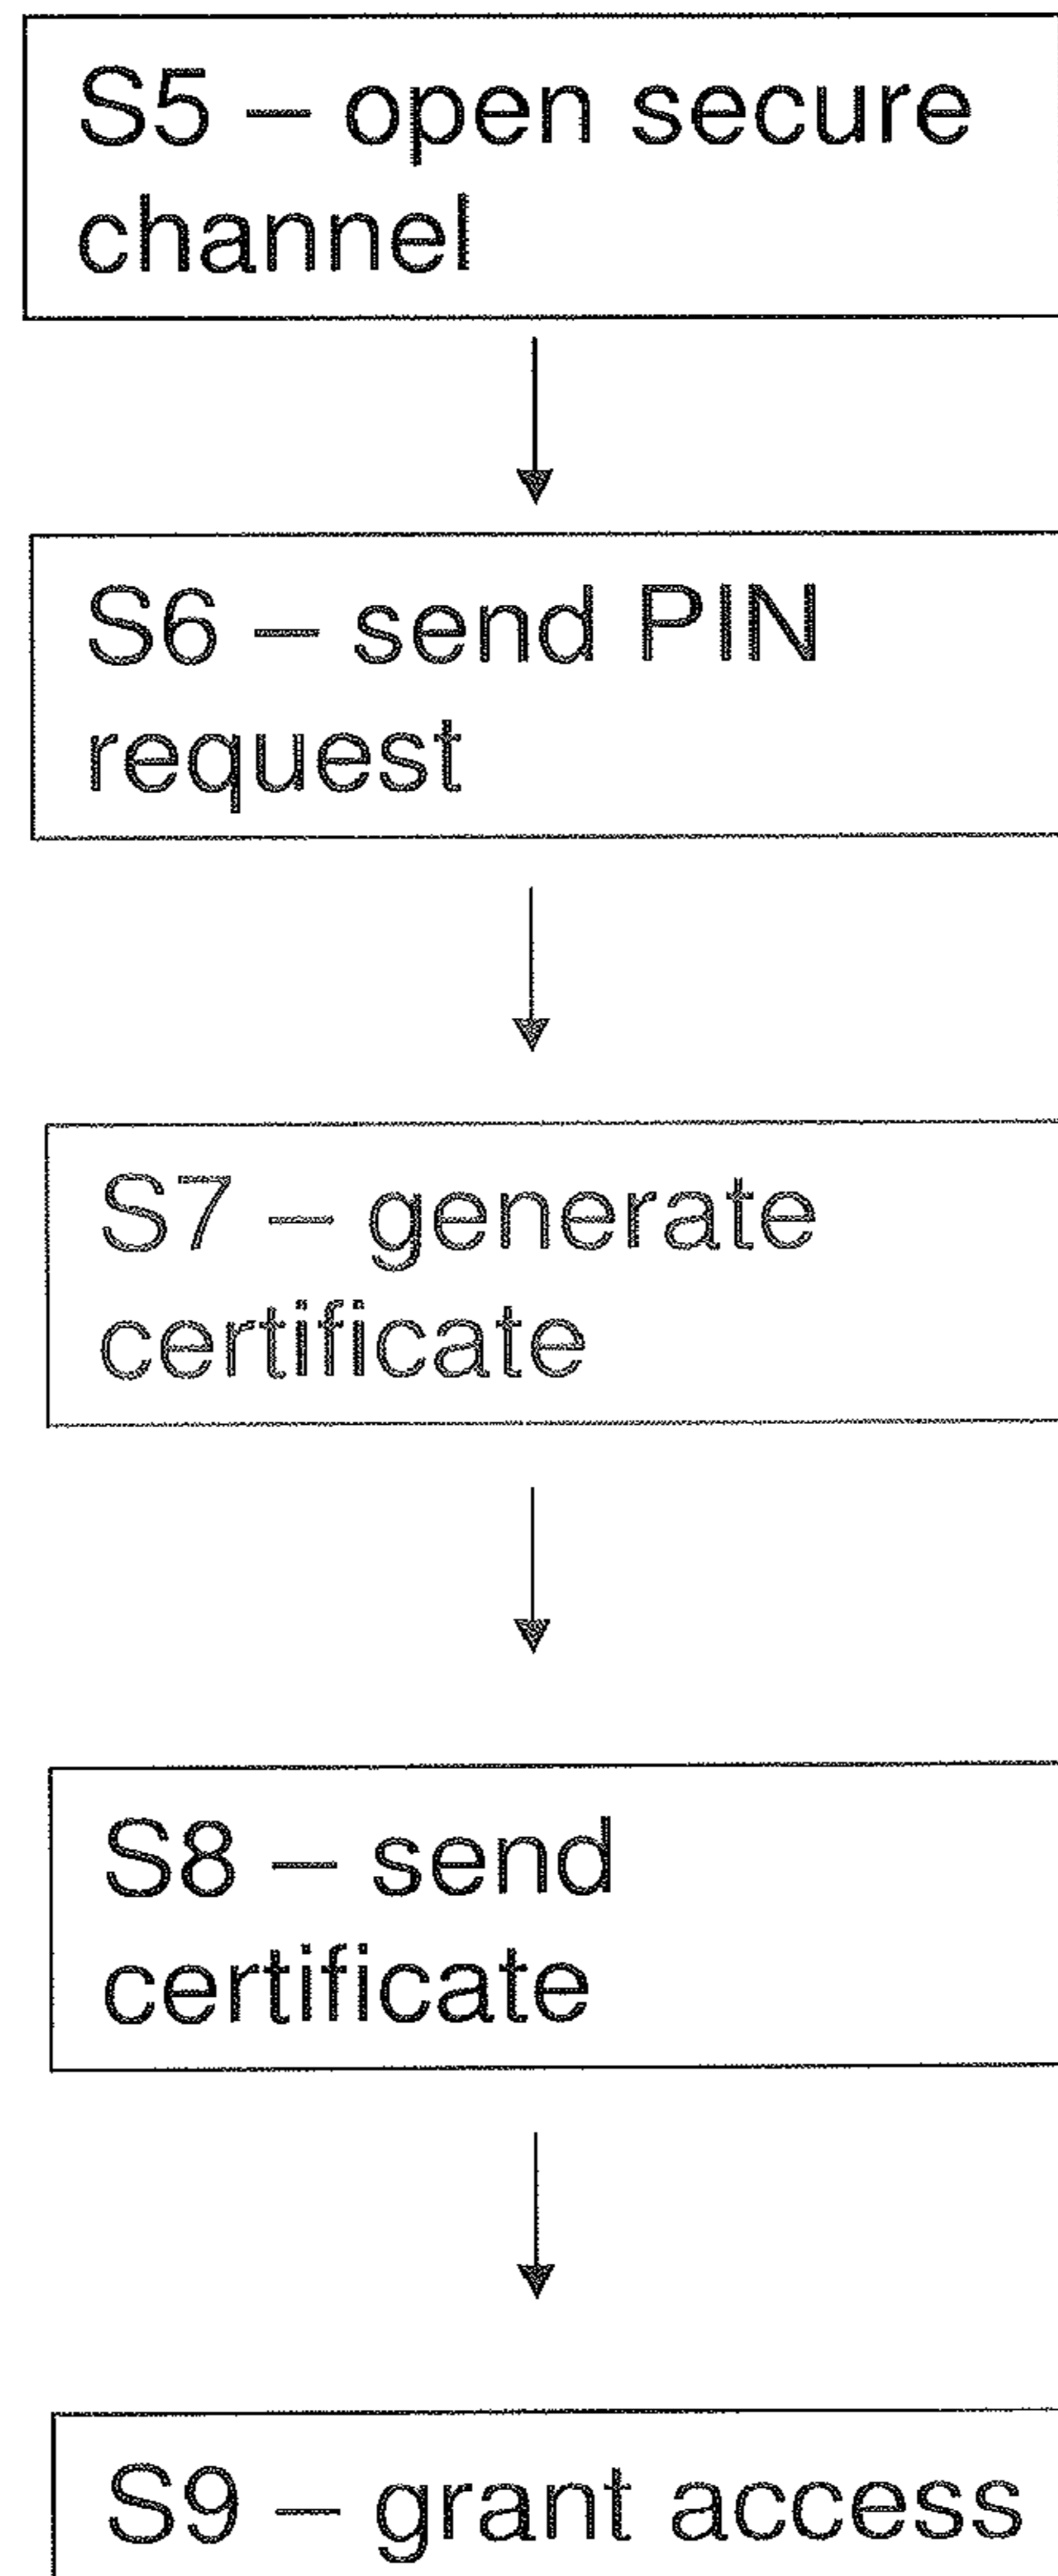 S5 – open secure
channel
S6 – send PIN
request
S7 – generate
certificate
S8 – send
certificate
S9 – grant access